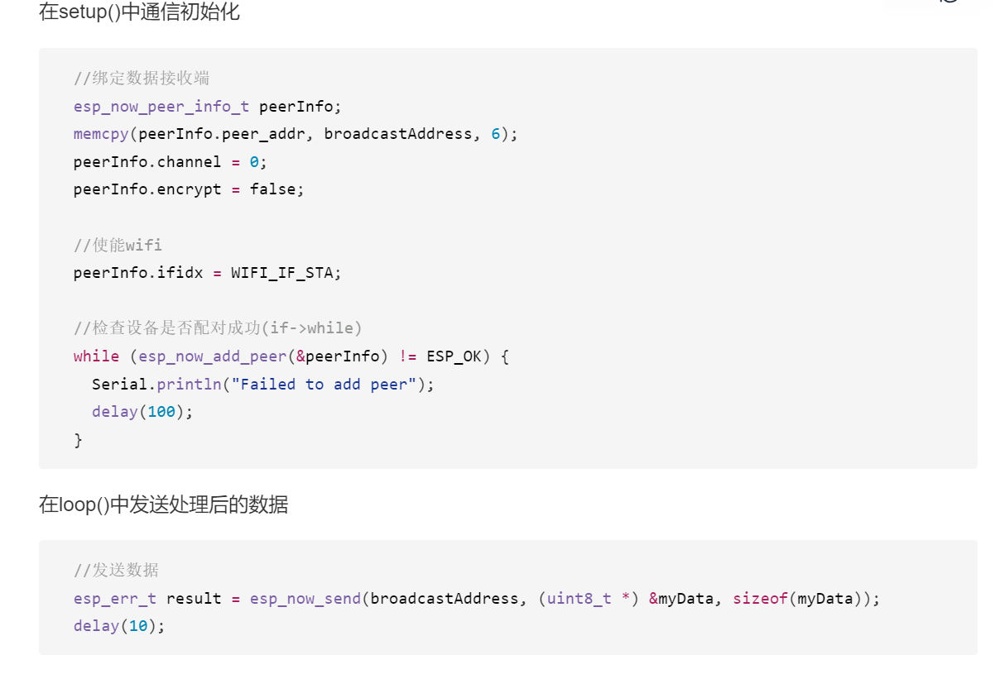 在setup()中通信初始化
//绑定数据接收端
esp_now_peer_info_t peerInfo;
memcpy(peerInfo.peer_addr, broadcastAddress, 6);
peerInfo.channel = 0;
peerInfo.encrypt = false;
//使能wifi
peerInfo.ifidx = WIFI_IF_STA;
//检查设备是否配对成功(if->while)
while (esp_now_add_peer(&peerInfo) != ESP_OK) {
  Serial.println("Failed to add peer");
  delay(100);
}
在loop()中发送处理后的数据
//发送数据
esp_err_t result = esp_now_send(broadcastAddress, (uint8_t *) &myData, sizeof(myData));
delay(10);